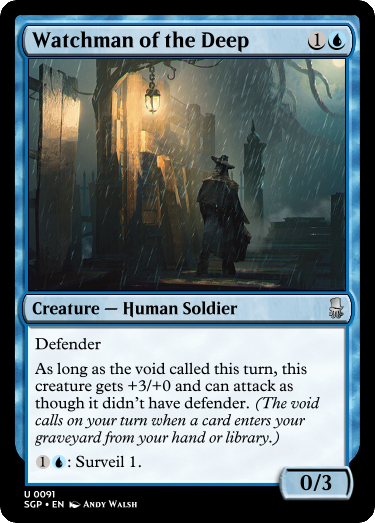 Watchman of the Deep 1
Creature — Human Soldier
Defender
As long as the void called this turn, this
creature gets +3/+0 and can attack as
though it didn't have defender. (The void
calls on your turn when a card enters
your graveyard from your hand or library.)
1: Surveil 1.
0/3
U 0091
SGP • EN Andy Walsh